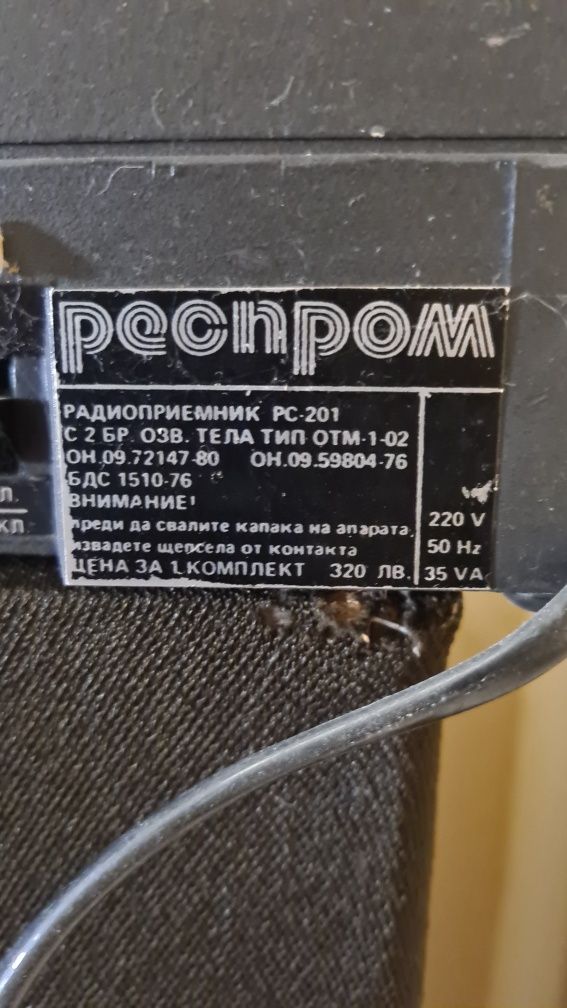 респром
РАДИОПРИЕМНИК РС-201
С 2 БР. ОЗВ. ТЕЛА ТИП ОТМ-1-02
ОН.09.72147-80 ОН.09.59804-76
БДС 1510-76
ВНИМАНИЕ!
преди да свалите капака на апарата
извадете щепсела от контакта
ЦЕНА ЗА 1 КОМПЛЕКТ 320 ЛВ.
220 V
50 Hz
35 VA